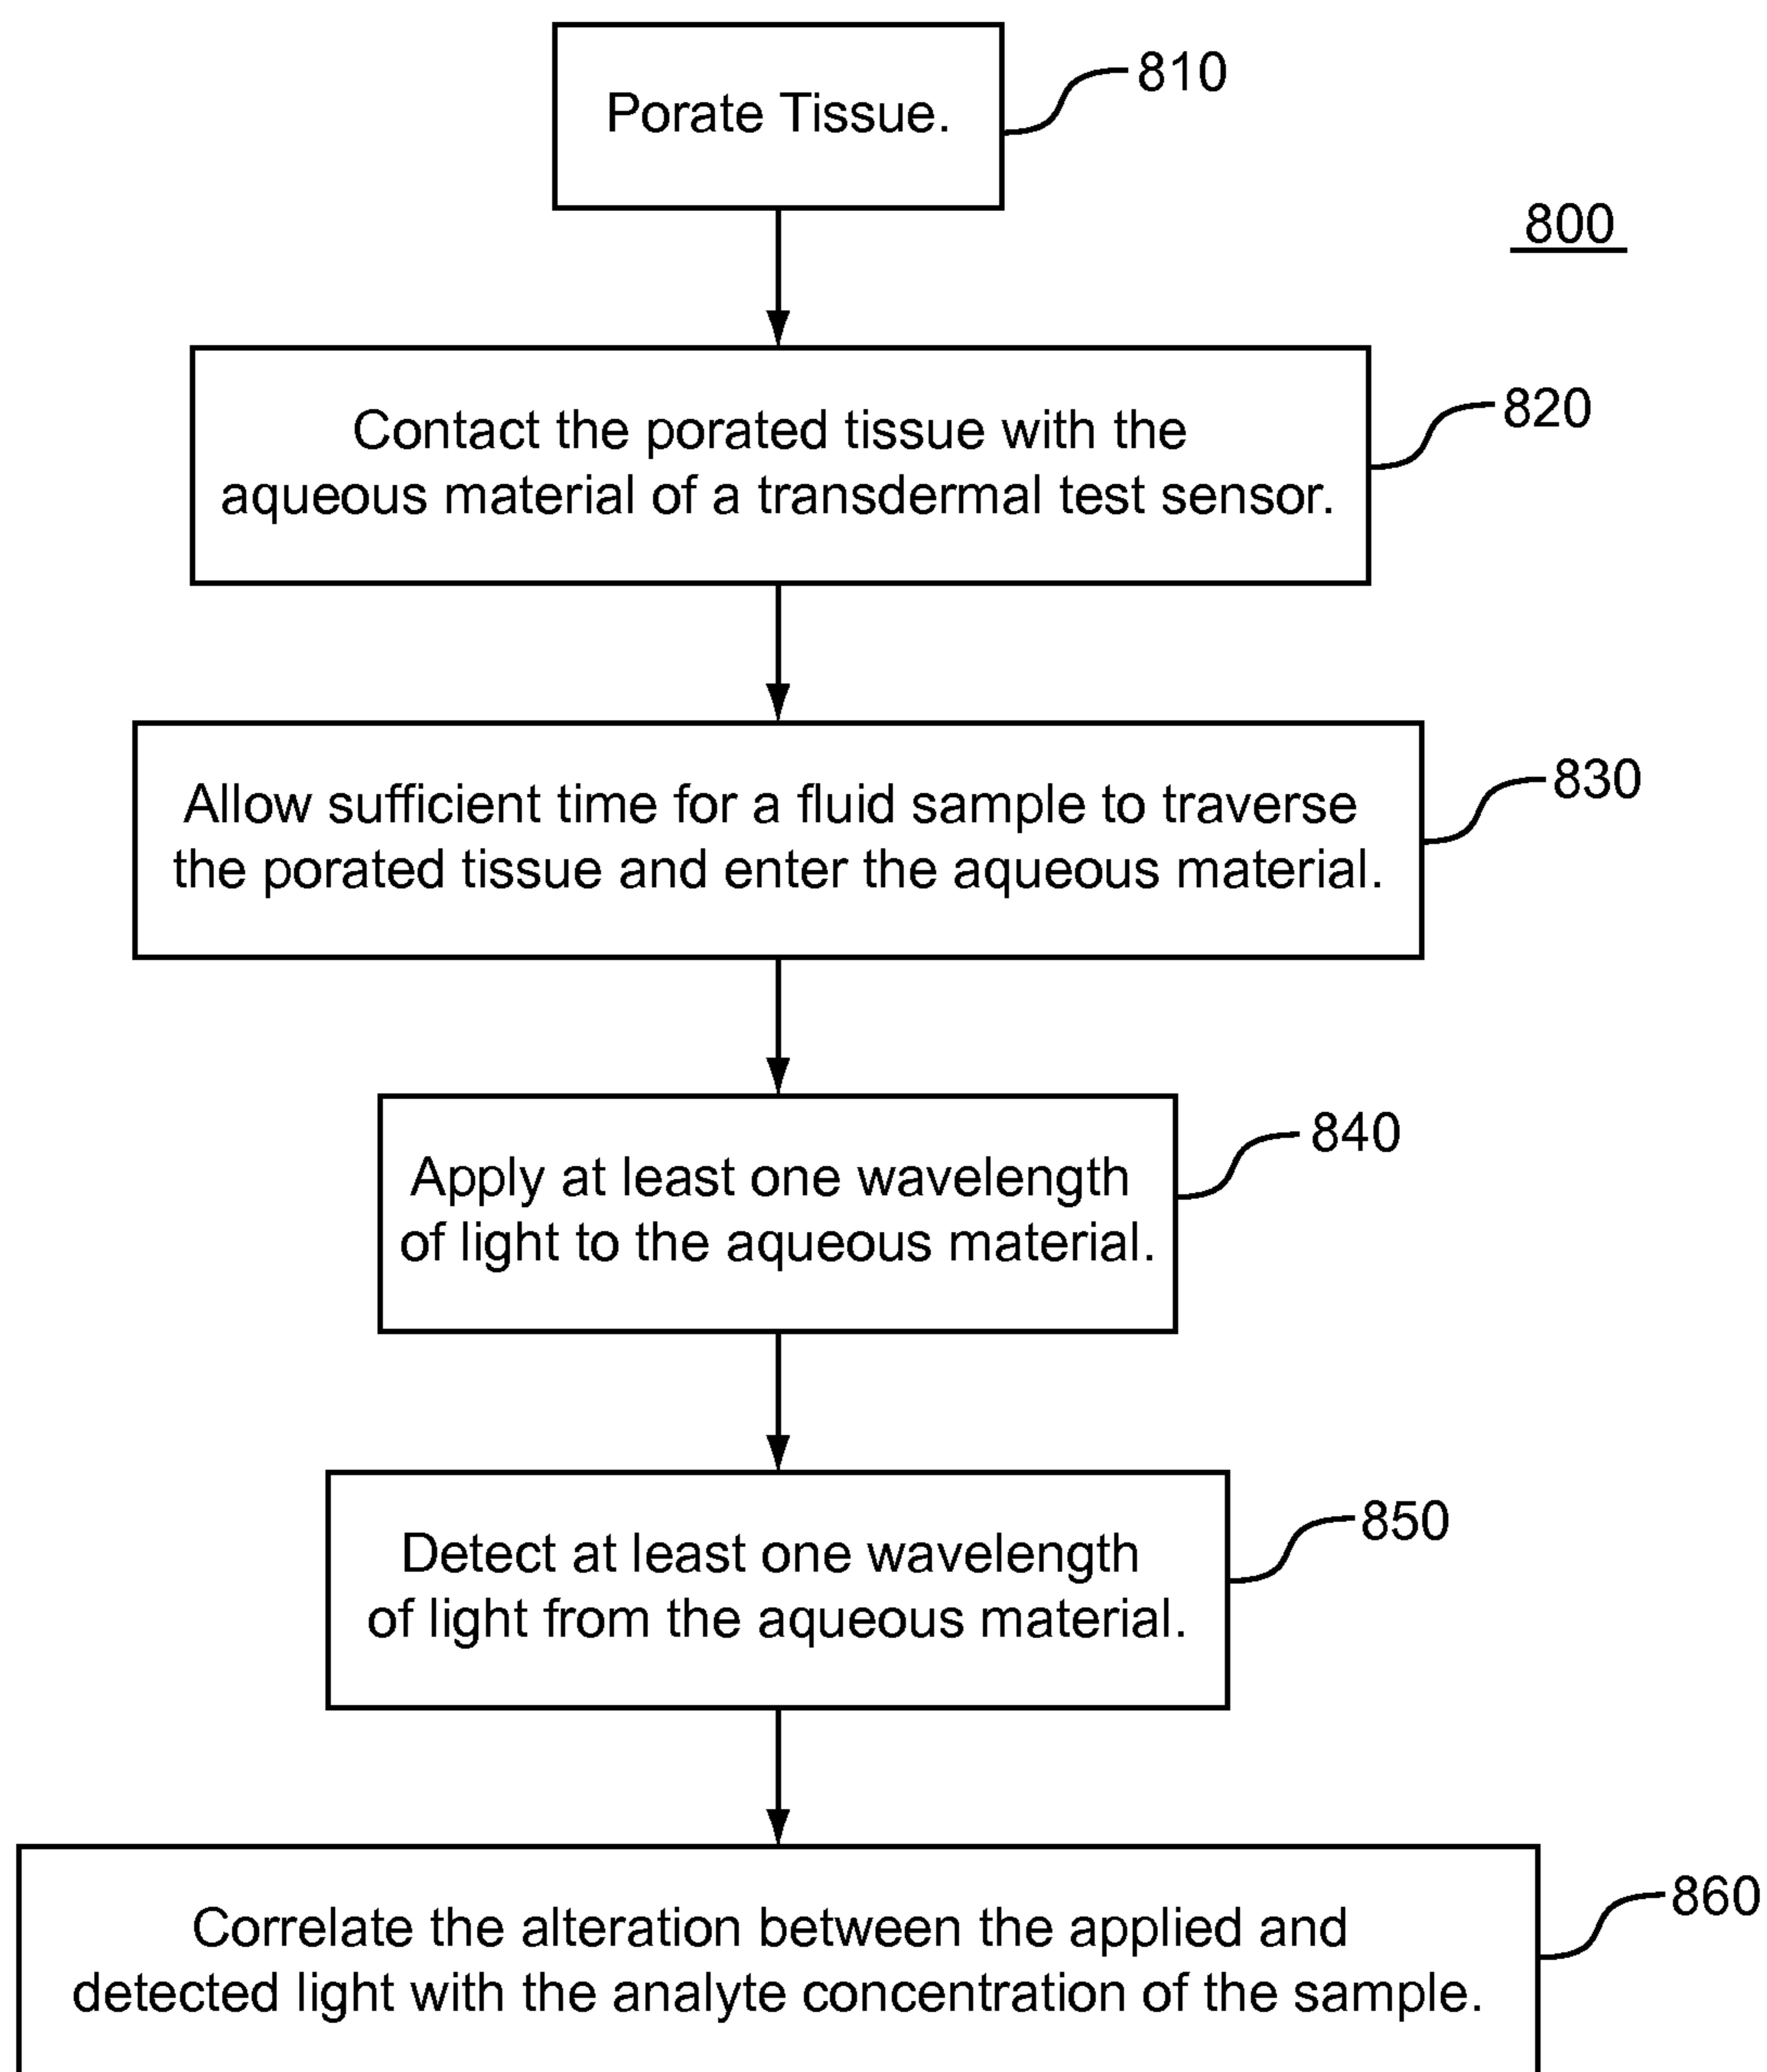 Porate Tissue.
810
800
Contact the porated tissue with the
aqueous material of a transdermal test sensor.
820
Allow sufficient time for a fluid sample to traverse
the porated tissue and enter the aqueous material.
830
Apply at least one wavelength
of light to the aqueous material.
840
Detect at least one wavelength
of light from the aqueous material.
850
Correlate the alteration between the applied and
detected light with the analyte concentration of the sample.
860